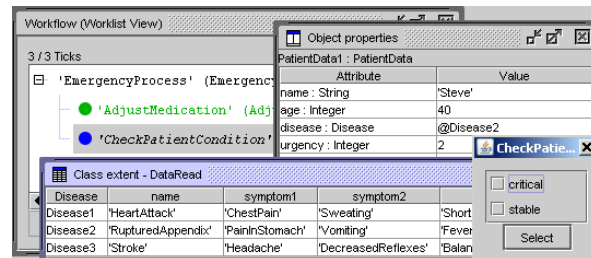 Workflow (Worklist View)
3 / 3 Ticks
'EmergencyProcess' (Emergency
'AdjustMedication' (Adj
'CheckPatientCondition'
Object properties
PatientData1 : PatientData
Attribute Value
name : String 'Steve'
age : Integer 40
disease : Disease @Disease2
urgency : Integer 2
Class extent - DataRead
Disease name symptom1 symptom2
Disease1 'HeartAttack' 'ChestPain' 'Sweating' 'Short
Disease2 'RupturedAppendix' 'PainInStomach' 'Vomiting' 'Fever
Disease3 'Stroke' 'Headache' 'DecreasedReflexes' 'Balan
CheckPatie...
critical
stable
Select